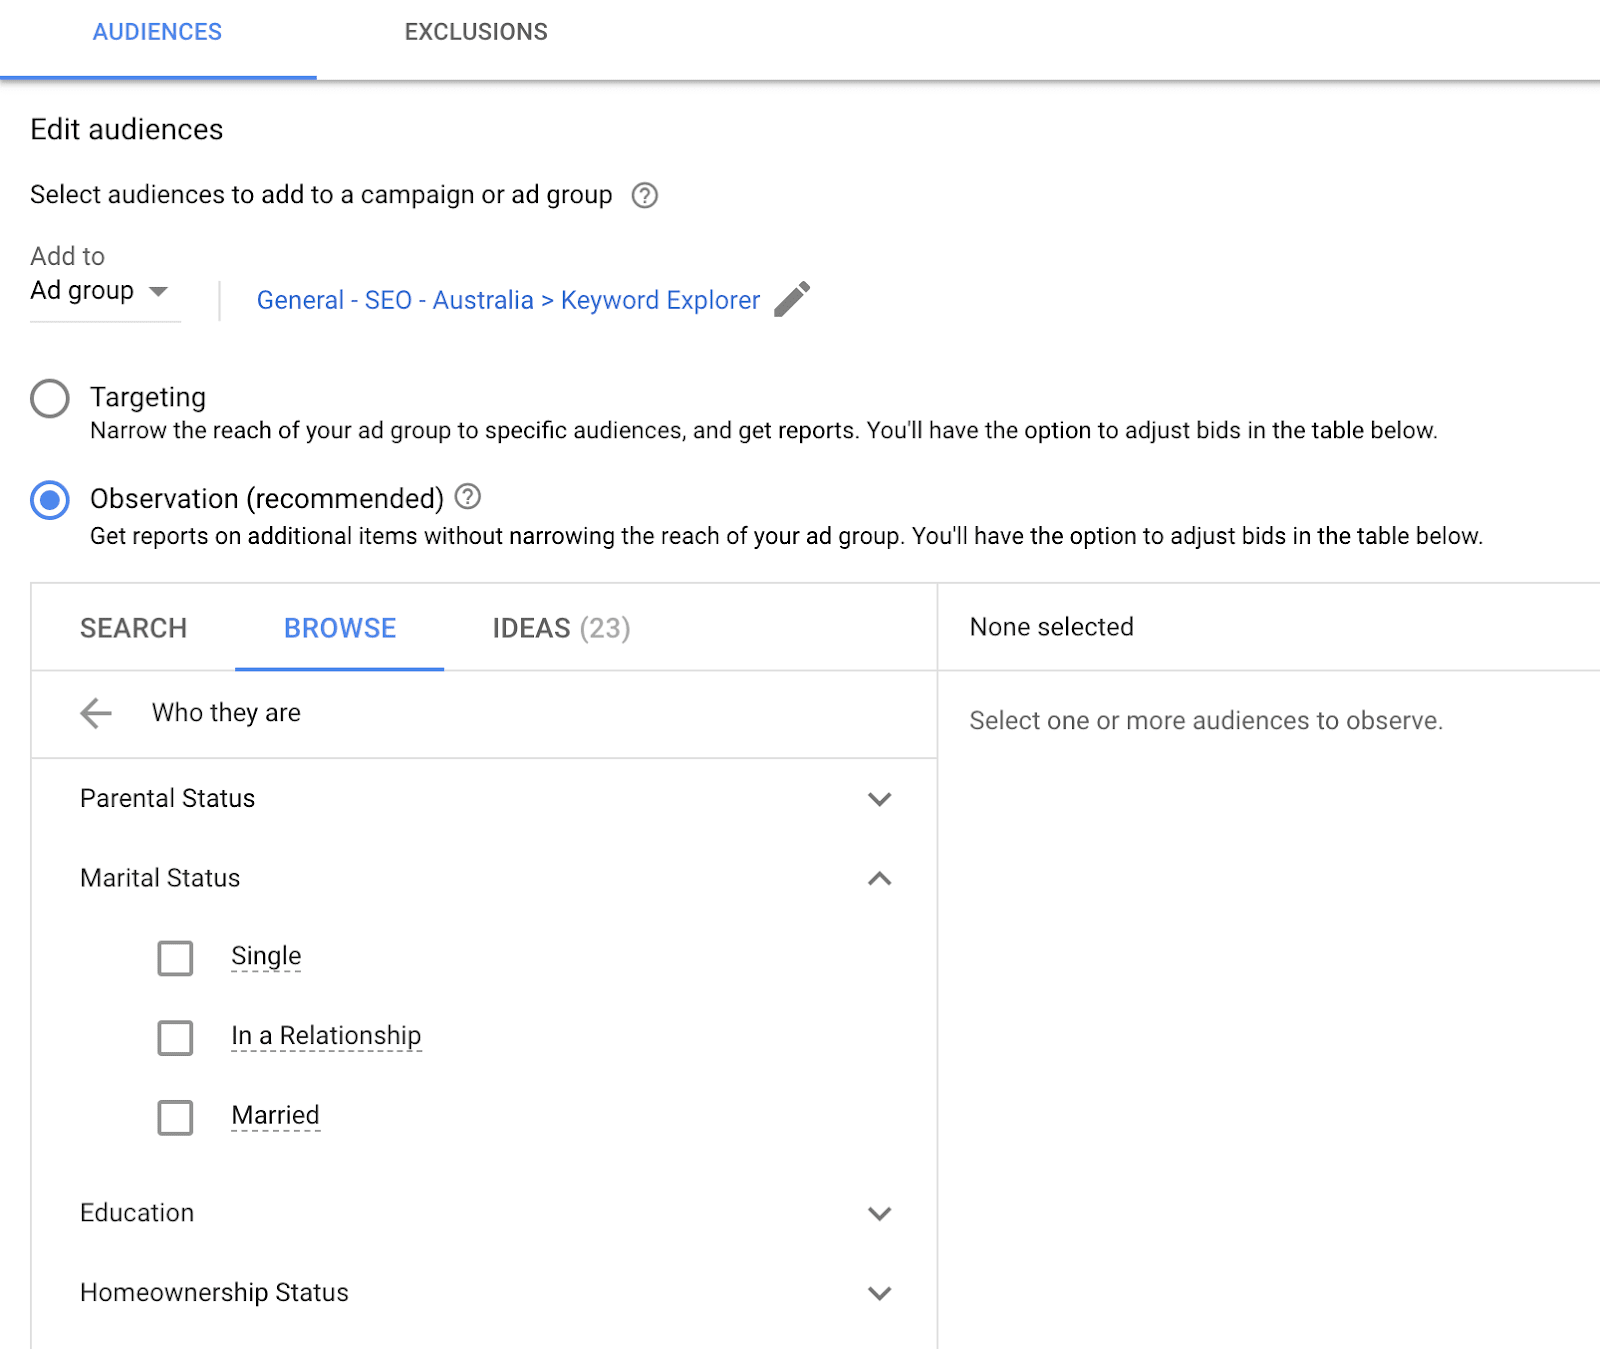 AUDIENCES EXCLUSIONS
Edit audiences
Select audiences to add to a campaign or ad group ?
Add to
Ad group
General - SEO - Australia > Keyword Explorer
Targeting
Narrow the reach of your ad group to specific audiences, and get reports. You'll have the option to adjust bids in the table below.
Observation (recommended) ?
Get reports on additional items without narrowing the reach of your ad group. You'll have the option to adjust bids in the table below.
SEARCH BROWSE IDEAS (23)
None selected
Who they are
Select one or more audiences to observe.
Parental Status
Marital Status
Single
In a Relationship
Married
Education
Homeownership Status